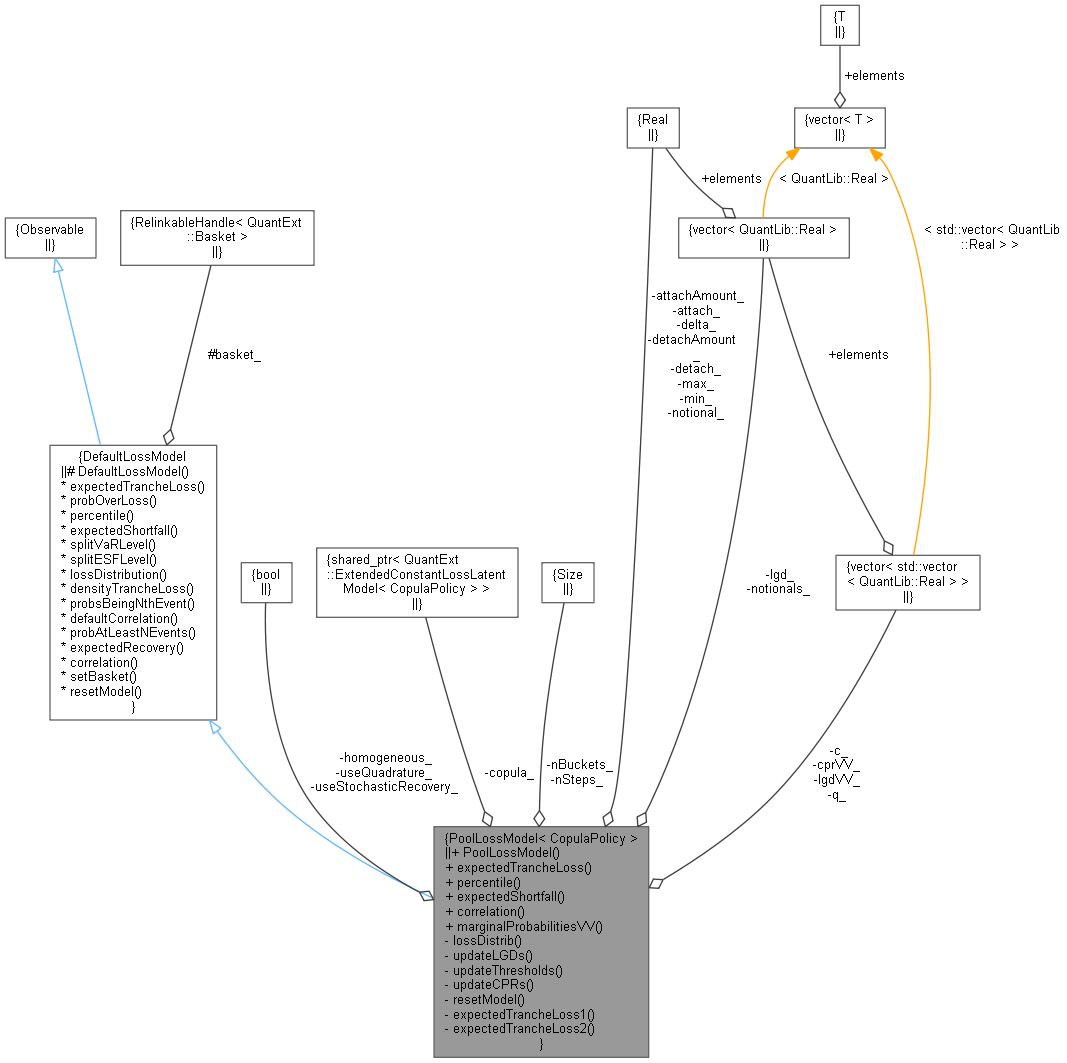 {T
||}
+elements
{Real
||}
{vector< T >
||}
+elements
< QuantLib::Real >
{Observable
||}
{RelinkableHandle< QuantExt
::Basket >
||}
{vector< QuantLib::Real >
||}
< std::vector< QuantLib
::Real > >
#basket_
-attachAmount_
-attach_
-delta_
-detachAmount
_
-detach_
-max_
-min_
-notional_
+elements
{DefaultLossModel
||# DefaultLossModel()
* expectedTrancheLoss()
* probOverLoss()
* percentile()
* expectedShortfall()
* splitVaRLevel()
* splitESFLevel()
* lossDistribution()
* densityTrancheLoss()
* probsBeingNthEvent()
* defaultCorrelation()
* probAtLeastNEvents()
* expectedRecovery()
* correlation()
* setBasket()
* resetModel()
}
{bool
||}
{shared_ptr< QuantExt
::ExtendedConstantLossLatent
Model< CopulaPolicy > >
||}
{Size
||}
{vector< std::vector
< QuantLib::Real > >
||}
-lgd_
-notionals_
-homogeneous_
-useQuadrature_
-useStochasticRecovery_
-copula_
-nBuckets_
-nSteps_
-c_
-cprVV_
-lgdVV_
-q_
{PoolLossModel< CopulaPolicy >
||+ PoolLossModel()
+ expectedTrancheLoss()
+ percentile()
+ expectedShortfall()
+ correlation()
+ marginalProbabilitiesVV()
- lossDistrib()
- updateLGDs()
- updateThresholds()
- updateCPRs()
- resetModel()
- expectedTrancheLoss1()
- expectedTrancheLoss2()
}